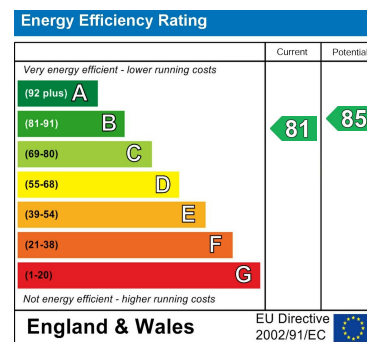 Energy Efficiency Rating
Current Potential
Very energy efficient - lower running costs
(92 plus) A
(81-91) B
81 85
(69-80) C
(55-68) D
(39-54) E
(21-38) F
(1-20) G
Not energy efficient - higher running costs
England & Wales
EU Directive
2002/91/EC